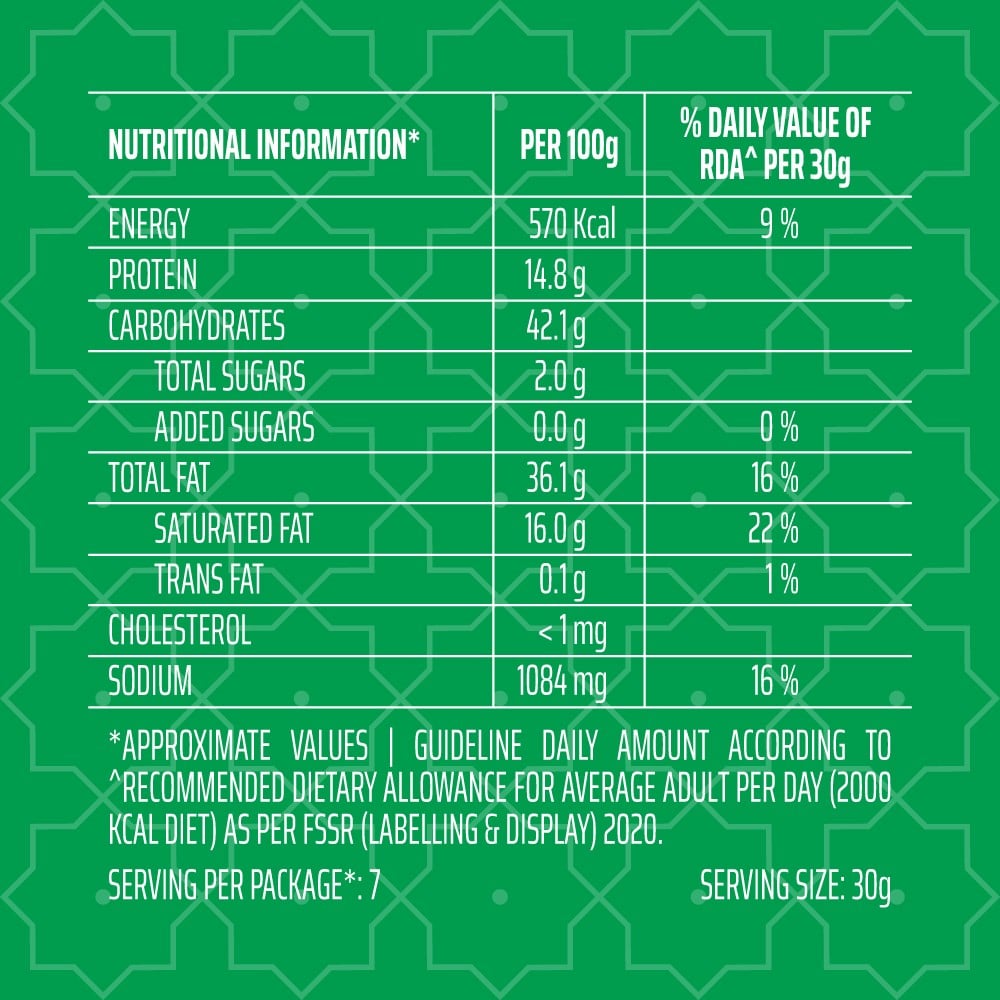 NUTRITIONAL INFORMATION* PER 100g % DAILY VALUE OF
RDA^ PER 30g
ENERGY 570 Kcal 9 %
PROTEIN 14.8 g
CARBOHYDRATES 42.1 g
TOTAL SUGARS 2.0 g
ADDED SUGARS 0.0 g 0 %
TOTAL FAT 36.1 g 16 %
SATURATED FAT 16.0 g 22 %
TRANS FAT 0.1 g 1 %
CHOLESTEROL < 1 mg
SODIUM 1084 mg 16 %
*APPROXIMATE VALUES | GUIDELINE DAILY AMOUNT ACCORDING TO
^RECOMMENDED DIETARY ALLOWANCE FOR AVERAGE ADULT PER DAY (2000
KCAL DIET) AS PER FSSR (LABELLING & DISPLAY) 2020.
SERVING PER PACKAGE*: 7 SERVING SIZE: 30g